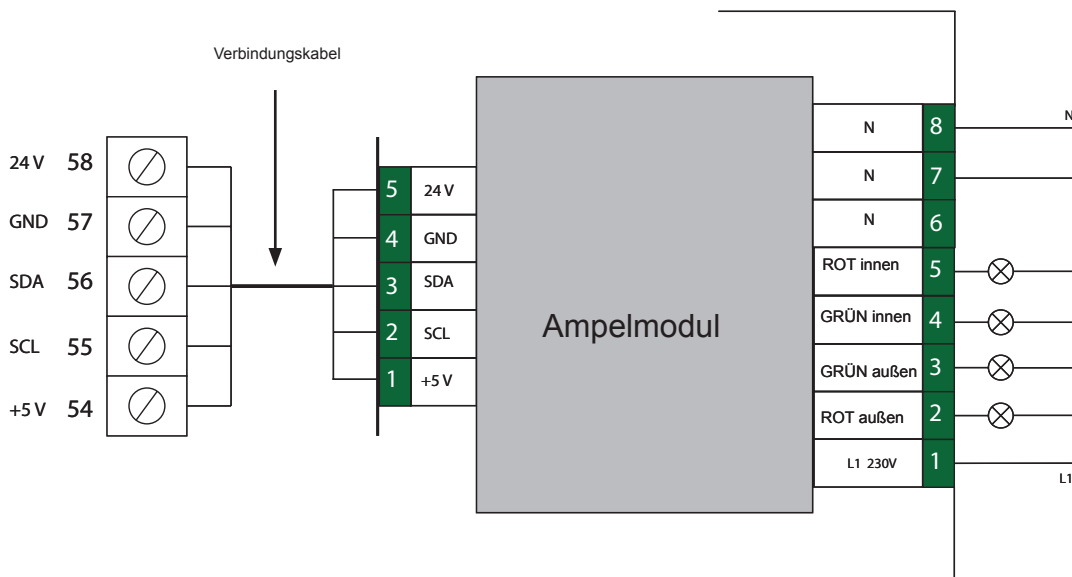 Verbindungskabel
24 V 58
GND 57
SDA 56
SCL 55
+5 V 54
5 24 V
4 GND
3 SDA
2 SCL
1 +5 V
Ampelmodul
N 8 N
N 7
N 6
ROT innen 5
GRÜN innen 4
GRÜN außen 3
ROT außen 2
L1 230V 1 L1